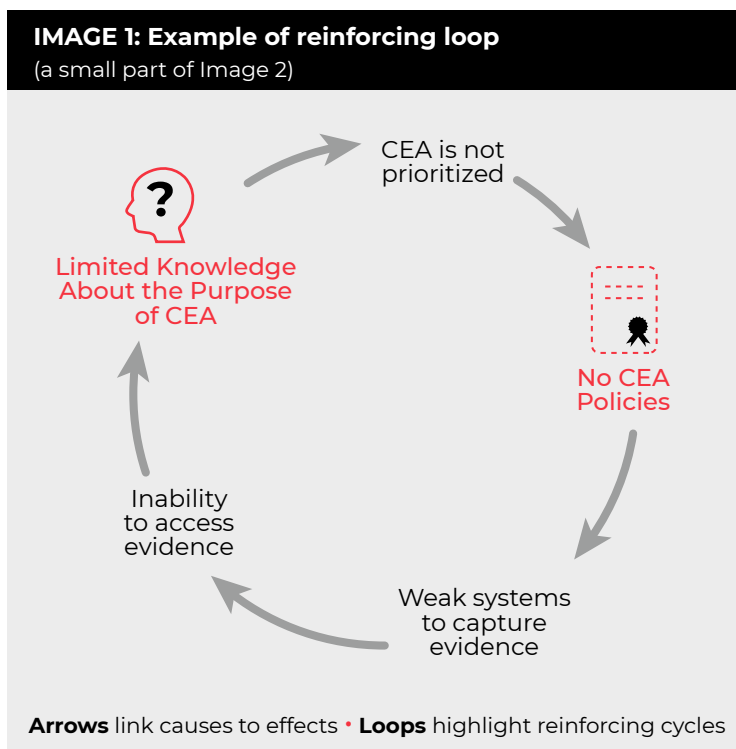 IMAGE 1: Example of reinforcing loop
(a small part of Image 2)
CEA is not
prioritized
?
Limited Knowledge
About the Purpose
of CEA
No CEA
Policies
Inability
to access
evidence
Weak systems
to capture
evidence
Arrows link causes to effects • Loops highlight reinforcing cycles